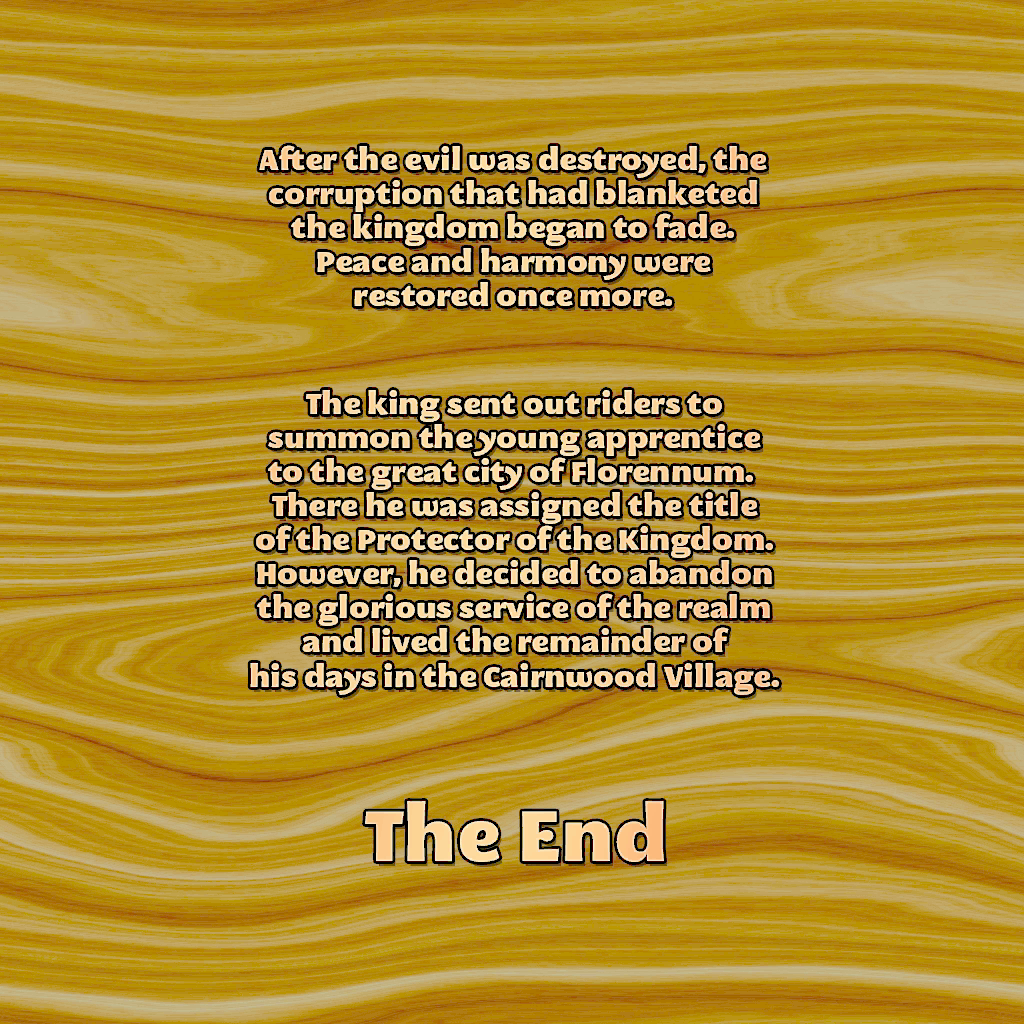 After the evil was destroyed, the
corruption that had blanketed
the kingdom began to fade.
Peace and harmony were
restored once more.
The king sent out riders to
summon the young apprentice
to the great city of Florennum.
There he was assigned the title
of the Protector of the Kingdom.
However, he decided to abandon
the glorious service of the realm
and lived the remainder of
his days in the Cairnwood Village.
The End